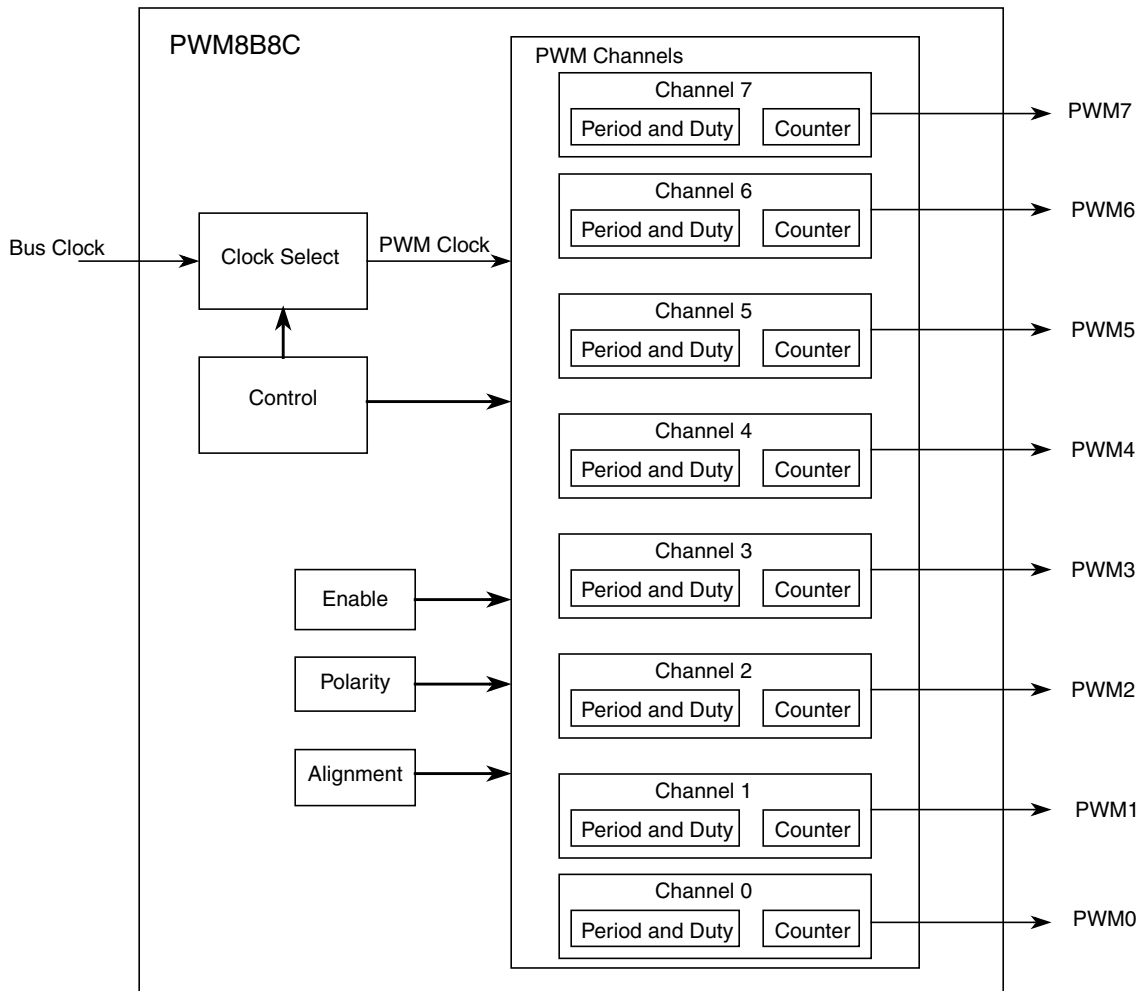 PWM8B8C
PWM Channels
Channel 7
Period and Duty
Counter
PWM7
Channel 6
Period and Duty
Counter
PWM6
Bus Clock
Clock Select
PWM Clock
Channel 5
Period and Duty
Counter
PWM5
Control
Channel 4
Period and Duty
Counter
PWM4
Channel 3
Period and Duty
Counter
PWM3
Enable
Polarity
Alignment
Channel 2
Period and Duty
Counter
PWM2
Channel 1
Period and Duty
Counter
PWM1
Channel 0
Period and Duty
Counter
PWM0